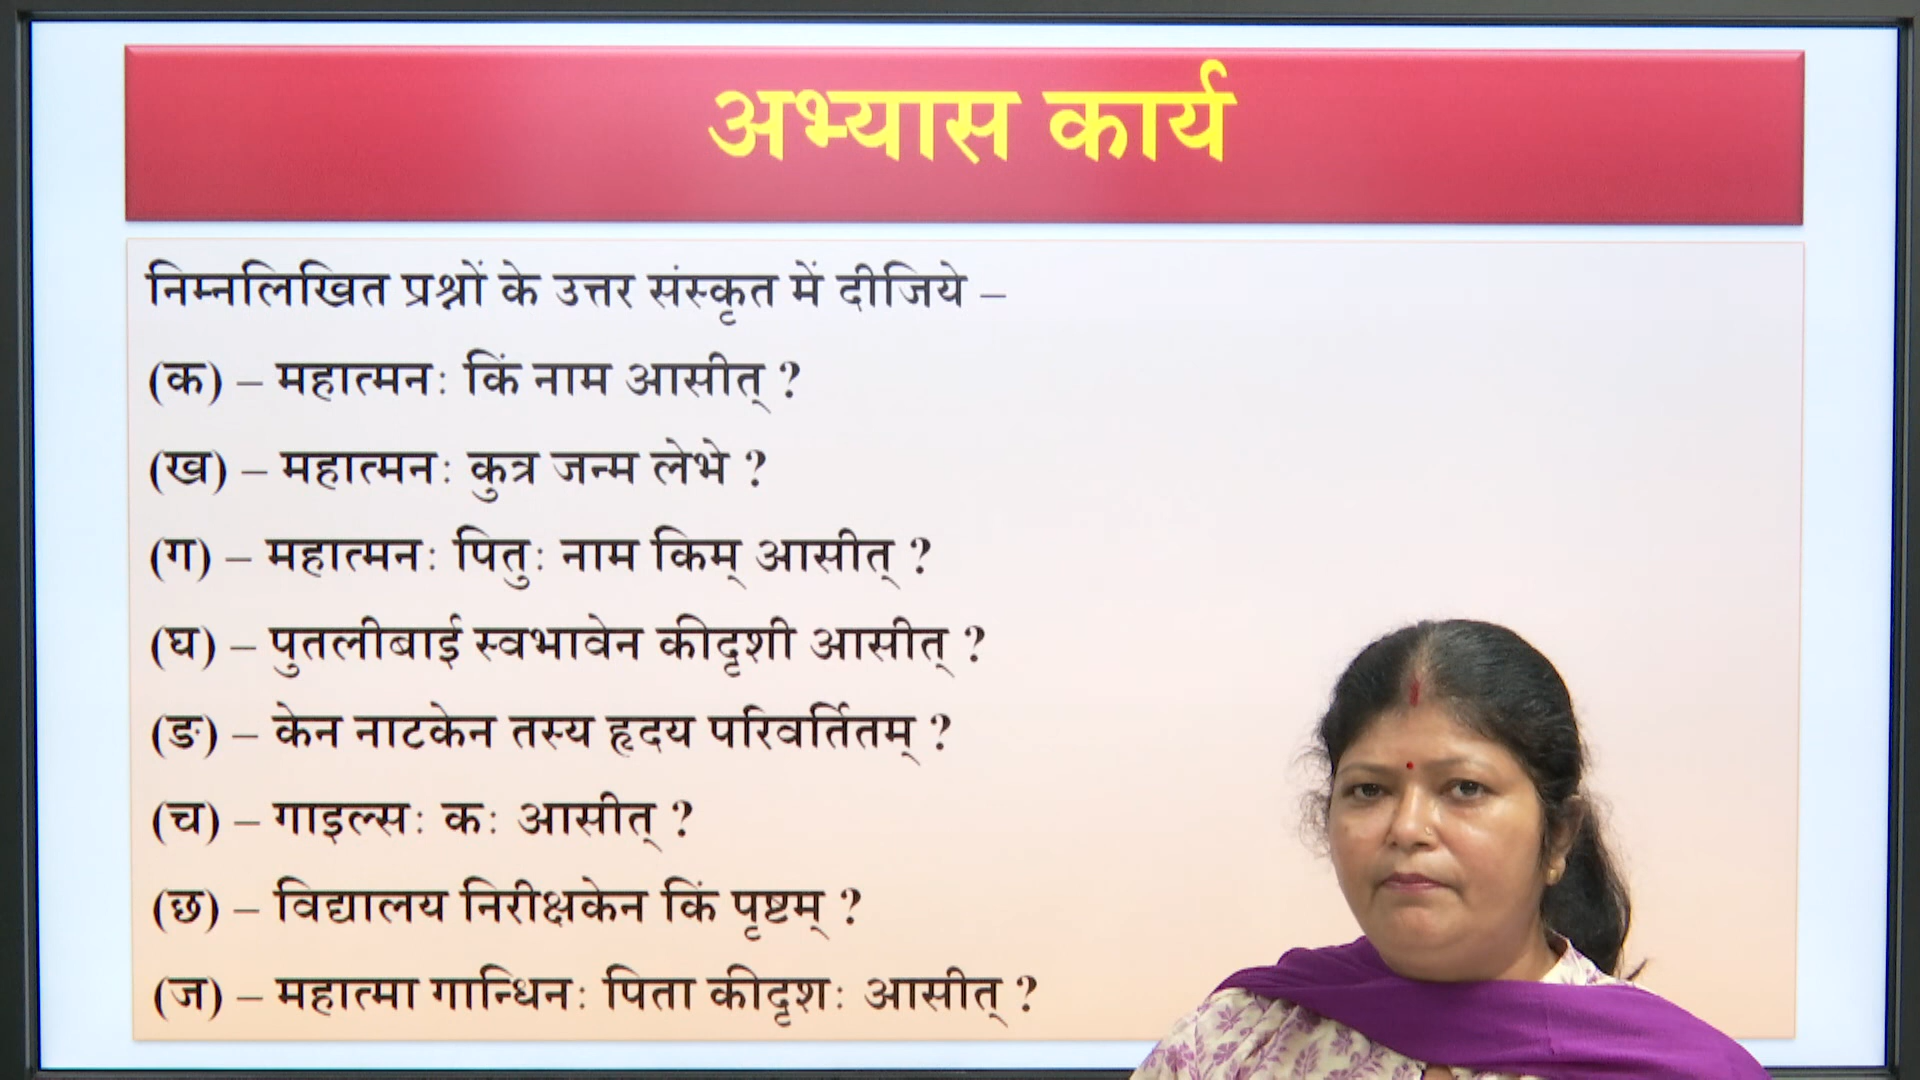 अभ्यास कार्य
निम्नलिखित प्रश्नों के उत्तर संस्कृत में दीजिये –
(क) – महात्मनः किं नाम आसीत् ?
(ख) – महात्मनः कुत्र जन्म लेभे ?
(ग) – महात्मनः पितुः नाम किम् आसीत् ?
(घ) – पुतलीबाई स्वभावेन कीदृशी आसीत् ?
(ङ) – केन नाटकेन तस्य हृदय परिवर्तितम् ?
(च) – गाइल्सः कः आसीत् ?
(छ) – विद्यालय निरीक्षकेन किं पृष्टम् ?
(ज) – महात्मा गान्धिनः पिता कीदृशः आसीत् ?